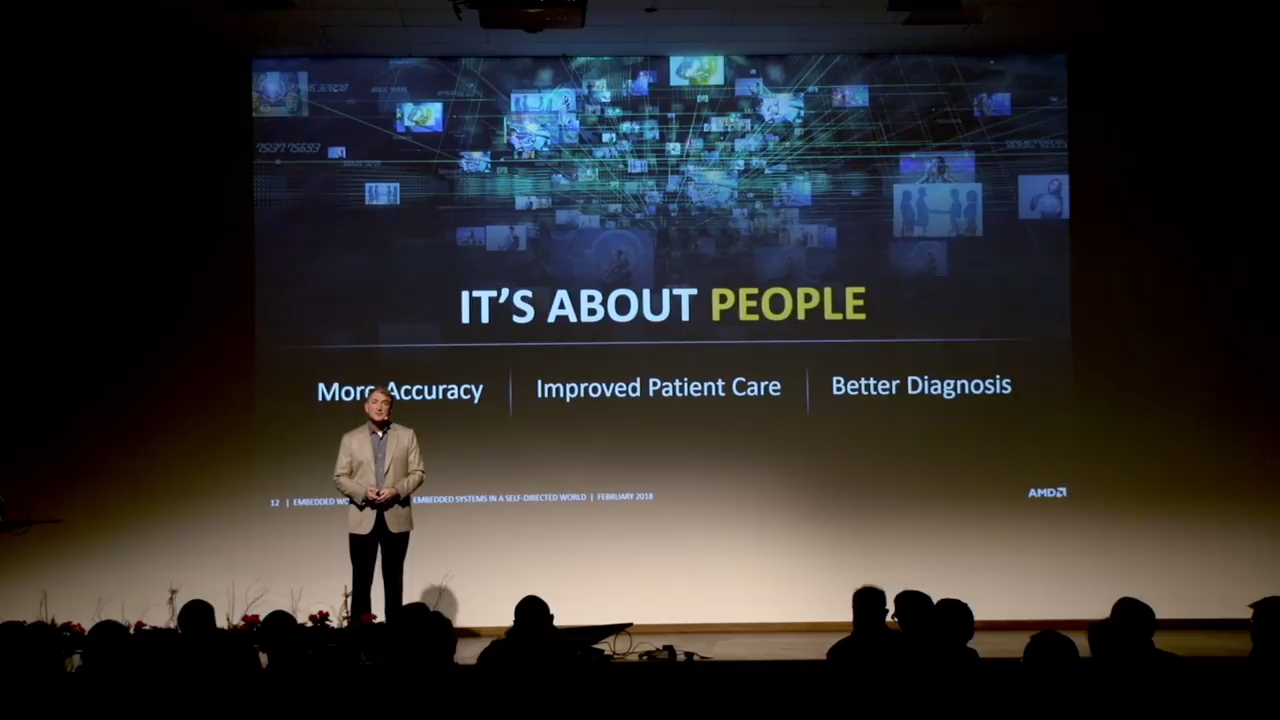 IT'S ABOUT PEOPLE
More Accuracy | Improved Patient Care | Better Diagnosis
12 | EMBEDDED EMBEDDED SYSTEMS IN A SELF-DIRECTED WORLD | FEBRUARY 2018
AMD